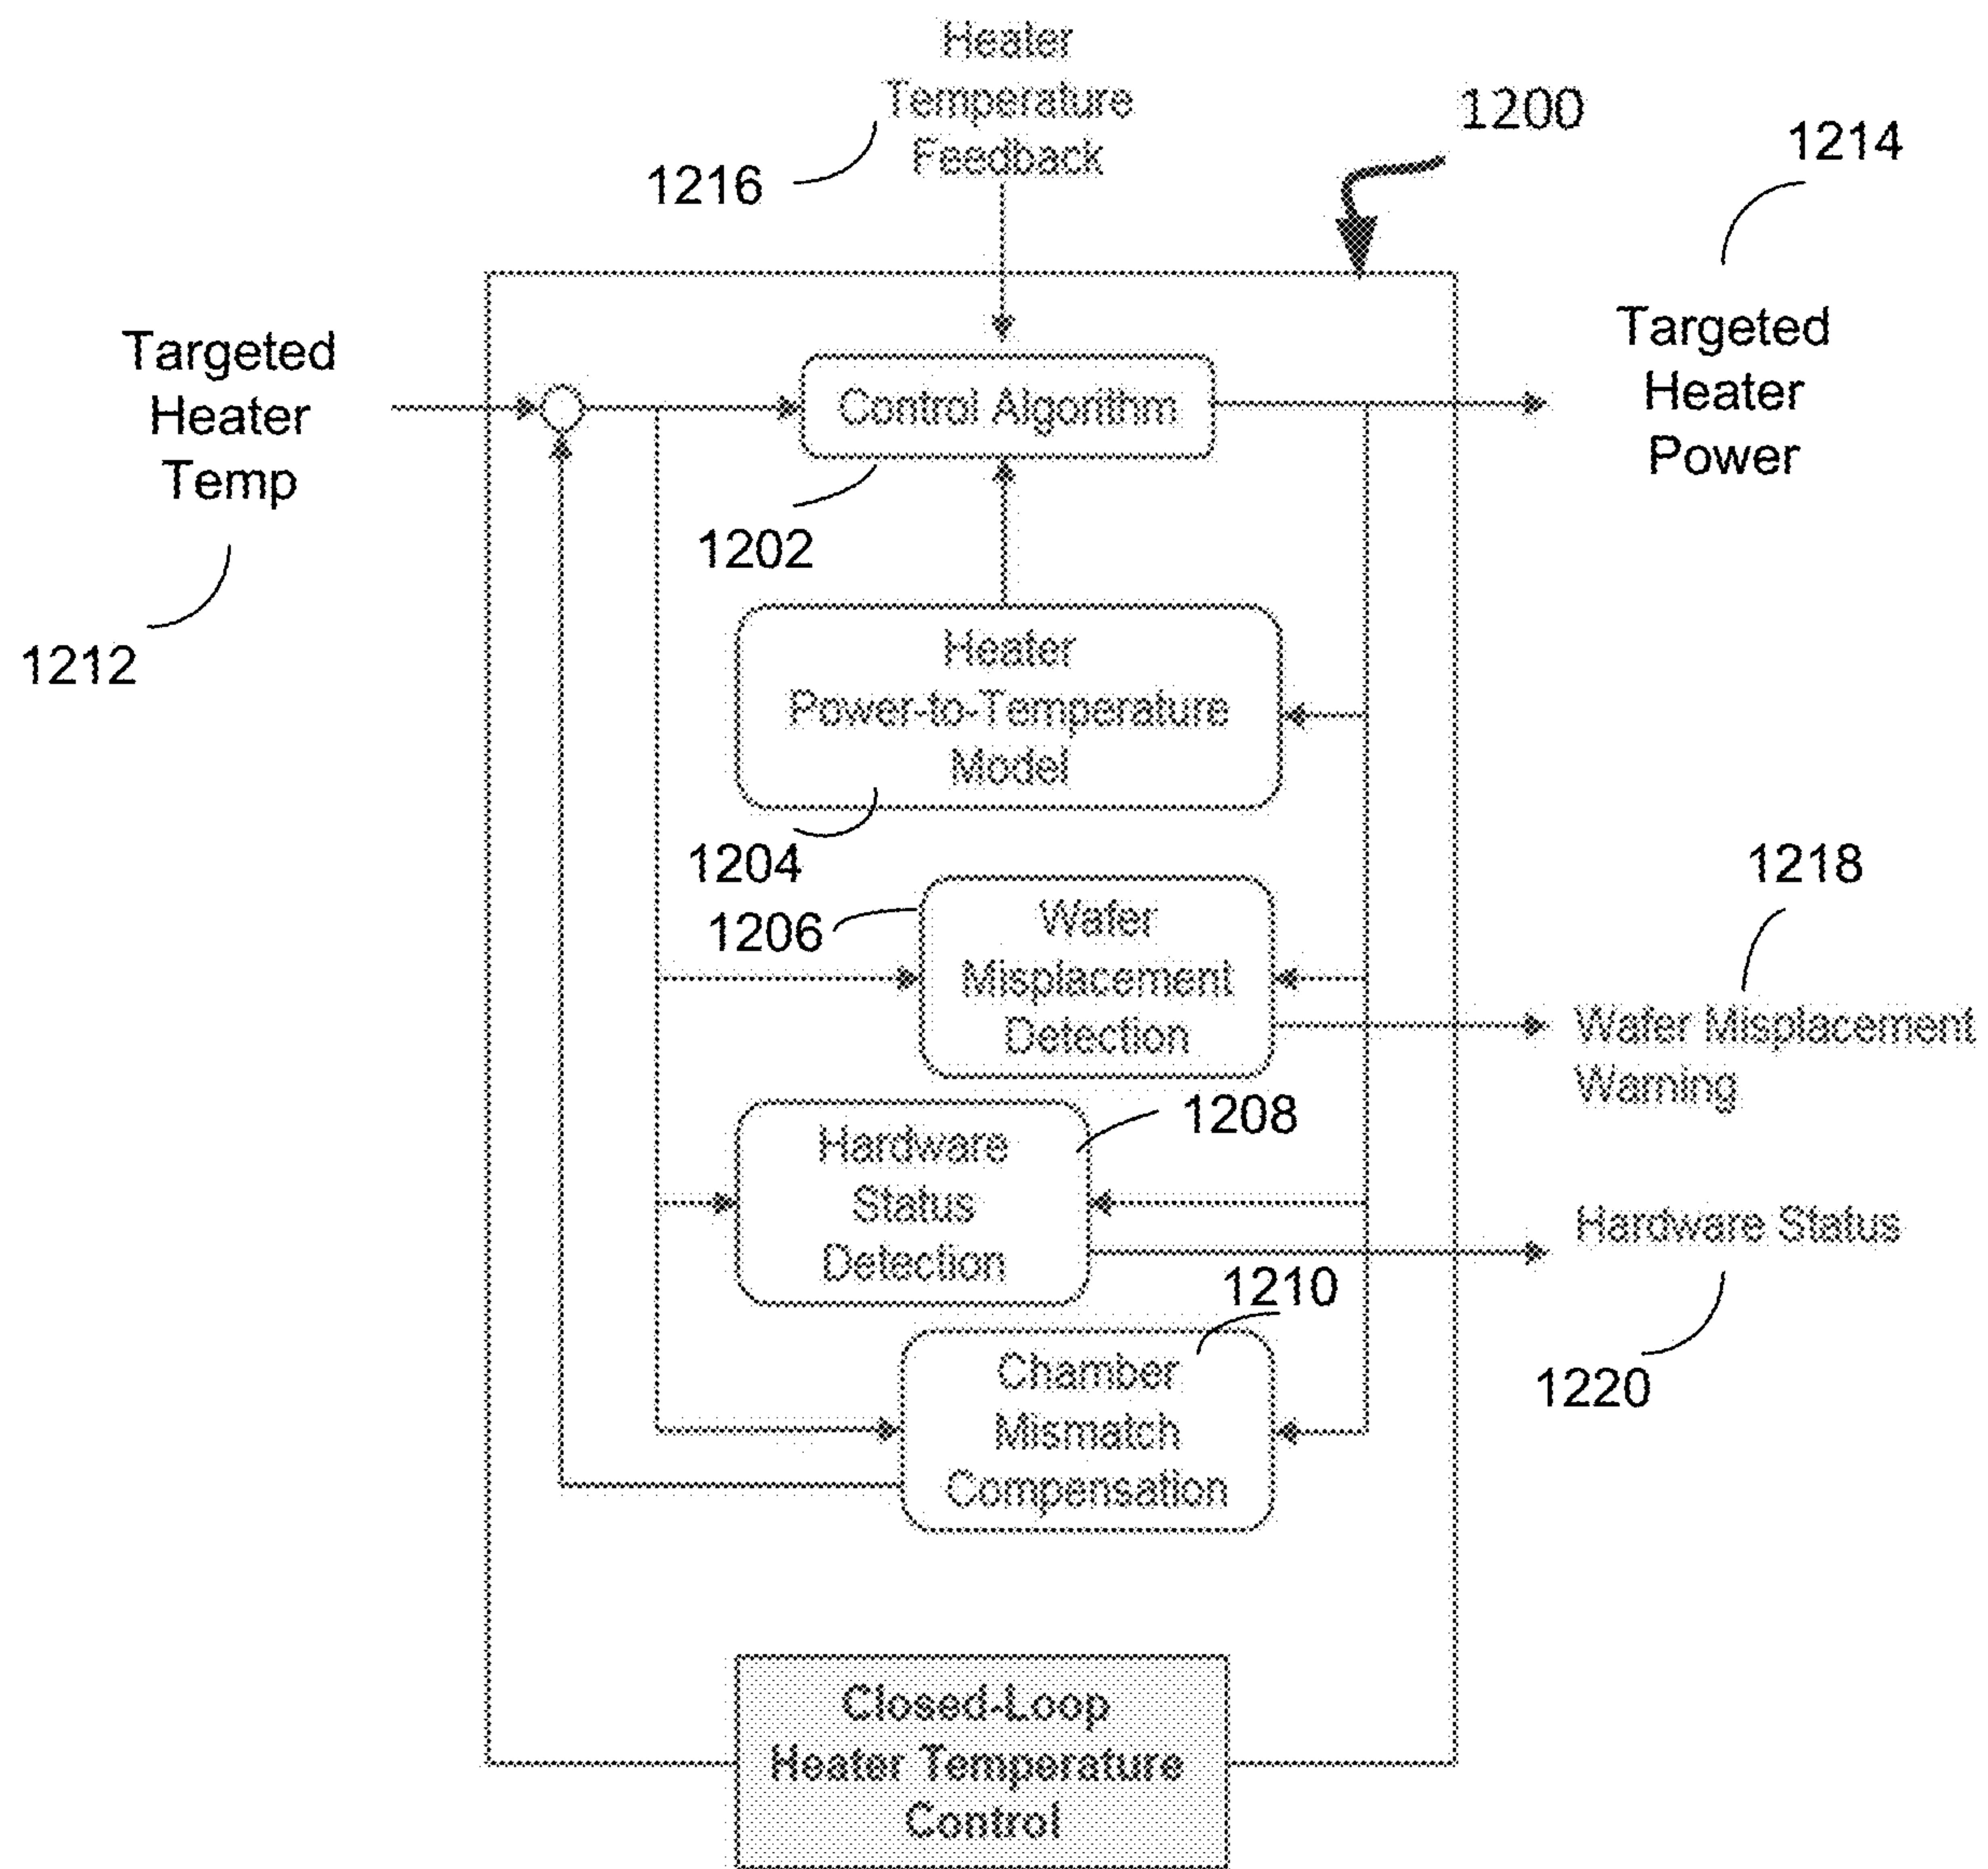 Heater
Temperature
Feedback
1216
1200
1214
Targeted
Heater
Temp
1212
Control Algorithm
1202
Targeted
Heater
Power
Heater
Power-to-Temperature
Model
1204
1206
Wafer
Misplacement
Detection
1218
Wafer Misplacement
Warning
1208
Hardware
Status
Detection
Hardware Status
1220
1210
Chamber
Mismatch
Compensation
Closed-Loop
Heater Temperature
Control